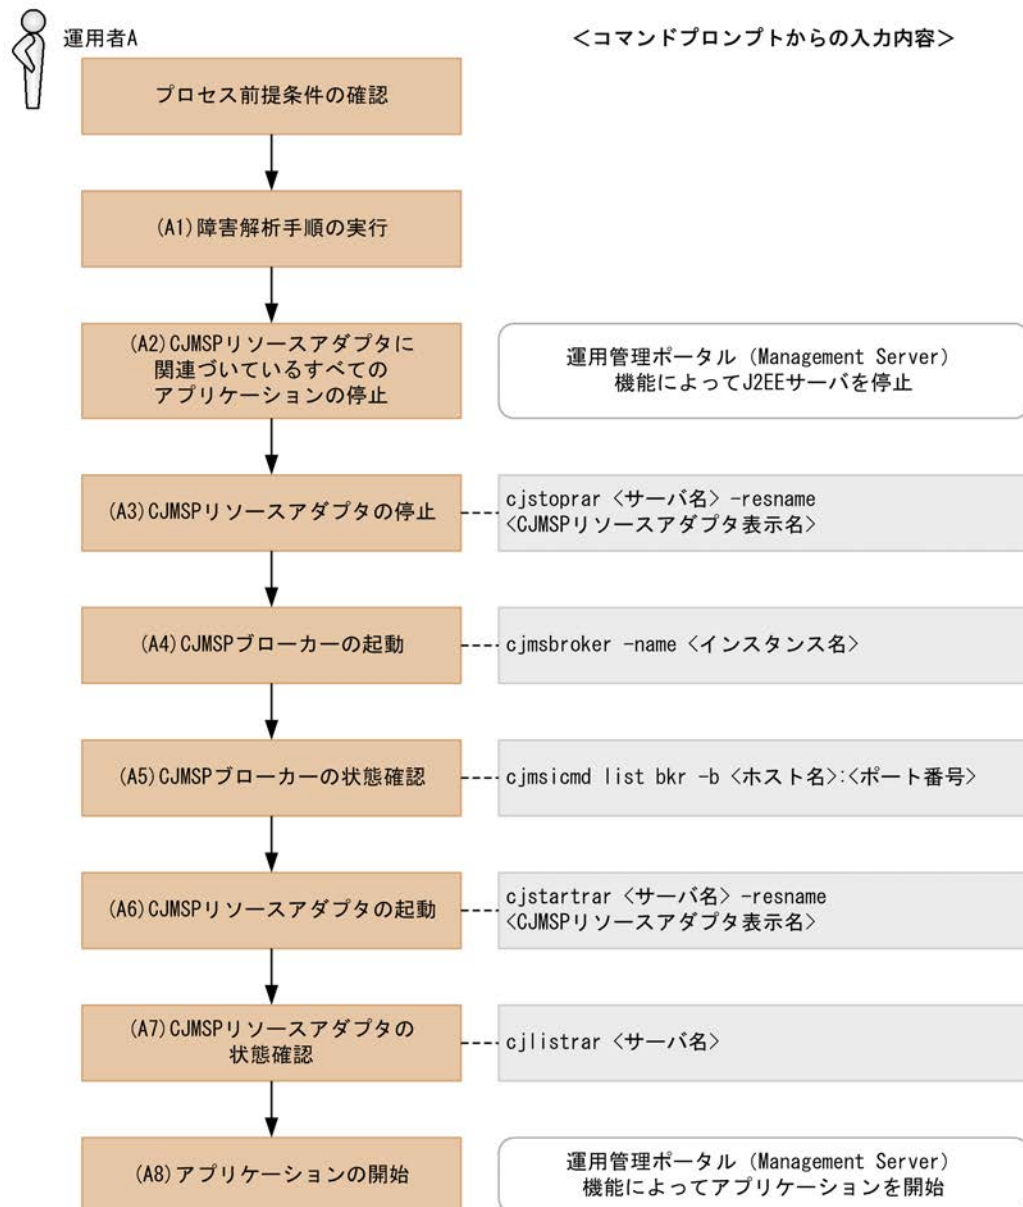 運用者A
<コマンドプロンプトからの入力内容>
プロセス前提条件の確認
(A1)障害解析手順の実行
(A2)CJMSPリソースアダプタに
関連づいているすべての
アプリケーションの停止
運用管理ポータル (Management Server)
機能によってJ2EEサーバを停止
(A3)CJMSPリソースアダプタの停止
cjstoprar <サーバ名> -resname
<CJMSPリソースアダプタ表示名>
(A4)CJMSPブローカーの起動
cjmsbroker -name <インスタンス名>
(A5)CJMSPブローカーの状態確認
cjmsicmd list bkr -b <ホスト名>:<ポート番号>
(A6)CJMSPリソースアダプタの起動
cjstartrar <サーバ名> -resname
<CJMSPリソースアダプタ表示名>
(A7)CJMSPリソースアダプタの
状態確認
cjlistrar <サーバ名>
(A8)アプリケーションの開始
運用管理ポータル (Management Server)
機能によってアプリケーションを開始